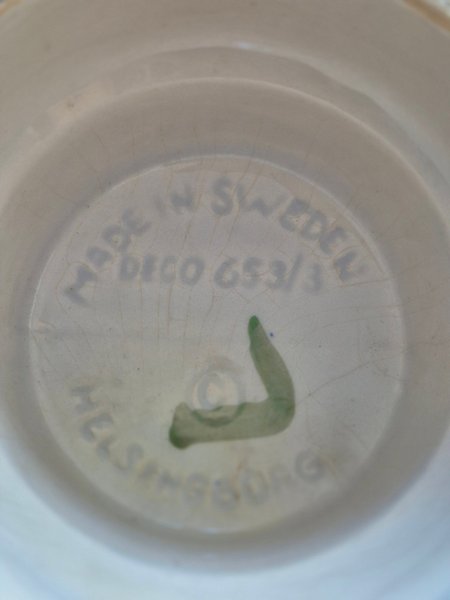 MADE IN SWEDEN
DECO 653/3
©
HELSINGBORG